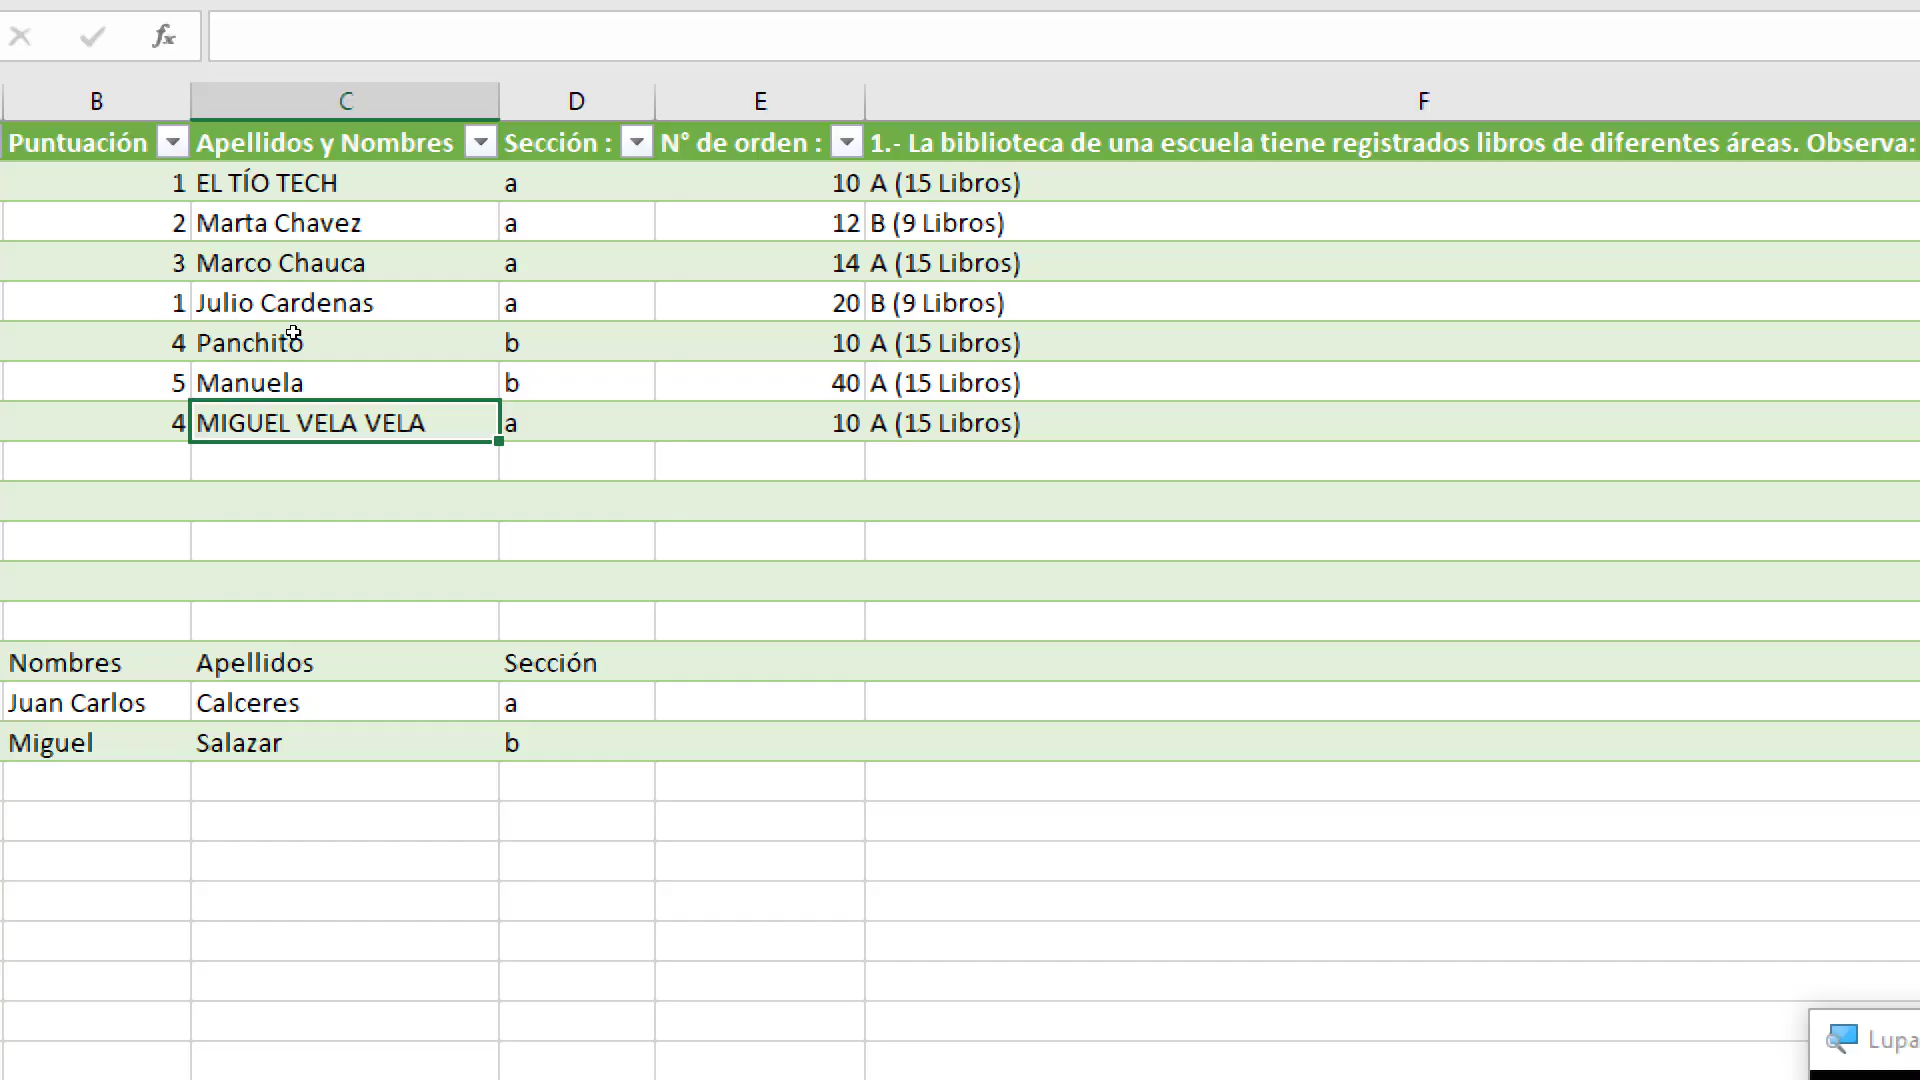 fx
B C D E F
Puntuación Apellidos y Nombres Sección : N° de orden : 1.- La biblioteca de una escuela tiene registrados libros de diferentes áreas. Observa:
1 EL TÍO TECH a 10 A (15 Libros)
2 Marta Chavez a 12 B (9 Libros)
3 Marco Chauca a 14 A (15 Libros)
1 Julio Cardenas a 20 B (9 Libros)
4 Panchito b 10 A (15 Libros)
5 Manuela b 40 A (15 Libros)
4 MIGUEL VELA VELA a 10 A (15 Libros)
Nombres Apellidos Sección
Juan Carlos Calceres a
Miguel Salazar b
Lupa